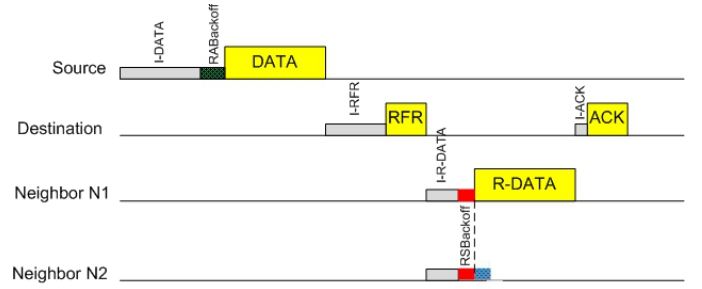 I-DATA
RABackoff
Source
DATA
I-RFR
Destination
RFR
I-ACK
ACK
I-R-DATA
Neighbor N1
R-DATA
RSBackoff
Neighbor N2